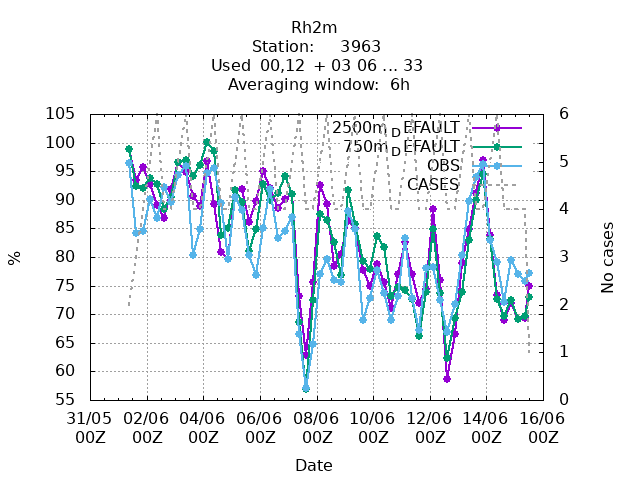 Rh2m
Station: 3963
Used 00,12 + 03 06 ... 33
Averaging window: 6h
2500m_DEFAULT
750m_DEFAULT
OBS
CASES
105
100
95
90
85
80
75
70
65
60
55
%
6
5
4
3
2
1
0
No cases
31/05 02/06 04/06 06/06 08/06 10/06 12/06 14/06 16/06
00Z 00Z 00Z 00Z 00Z 00Z 00Z 00Z 00Z
Date